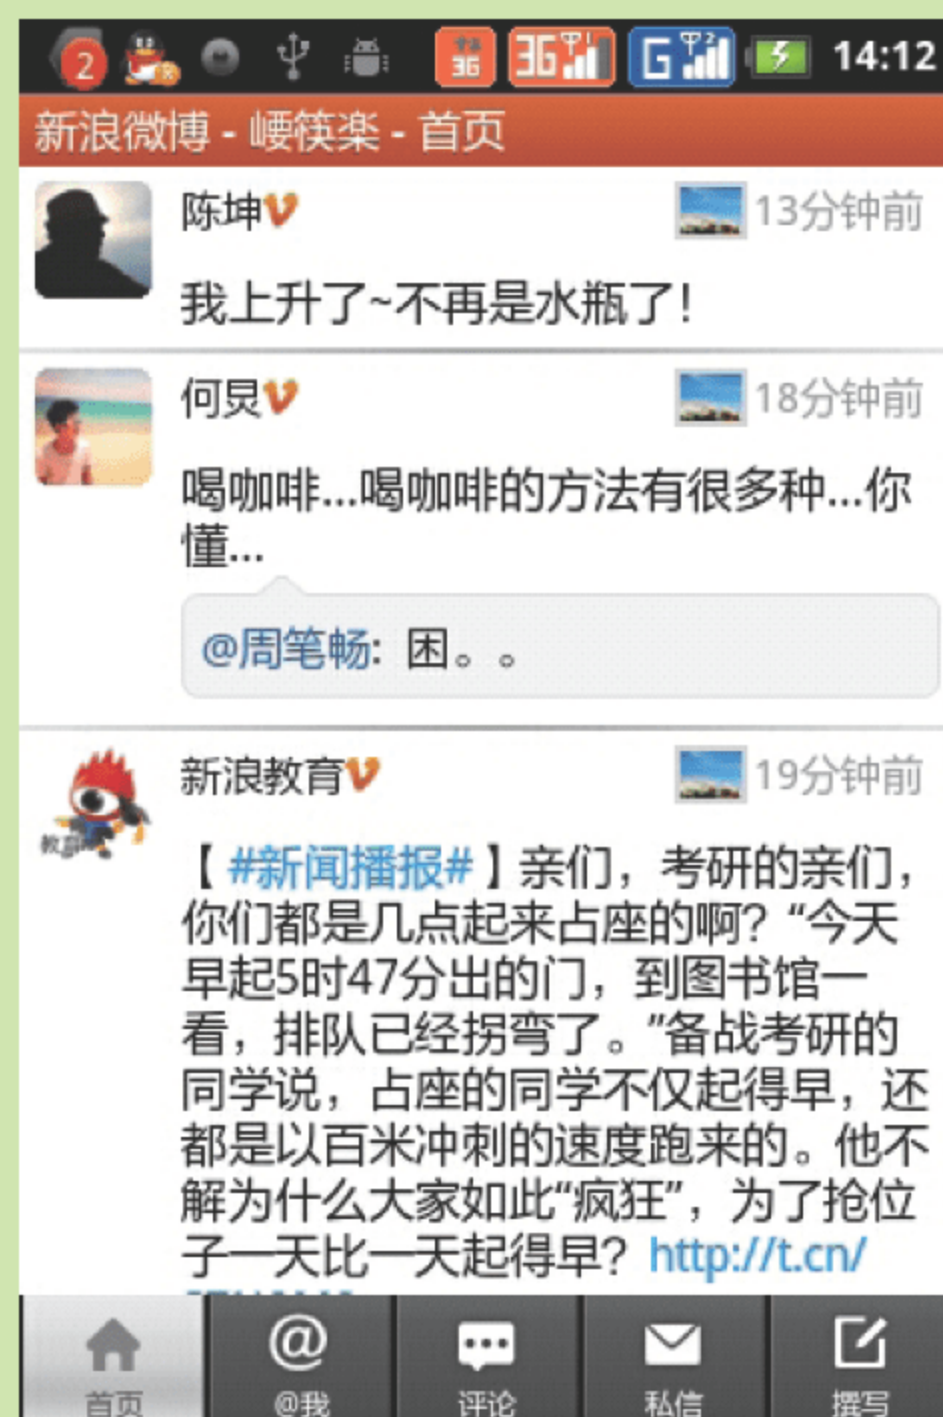 2
3G
3G
1
G
2
14:12
新浪微博 - 崾筷楽 - 首页
陈坤
13分钟前
我上升了~不再是水瓶了!
何炅
18分钟前
喝咖啡...喝咖啡的方法有很多种...你
懂...
@周笔畅: 困。。
新浪教育
19分钟前
教育
【#新闻播报#】亲们，考研的亲们，
你们都是几点起来占座的啊? “今天
早起5时47分出的门，到图书馆一
看，排队已经拐弯了。”备战考研的
同学说，占座的同学不仅起得早，还
都是以百米冲刺的速度跑来的。他不
解为什么大家如此“疯狂”，为了抢位
子一天比一天起得早? http://t.cn/
首页
@我
评论
私信
撰写